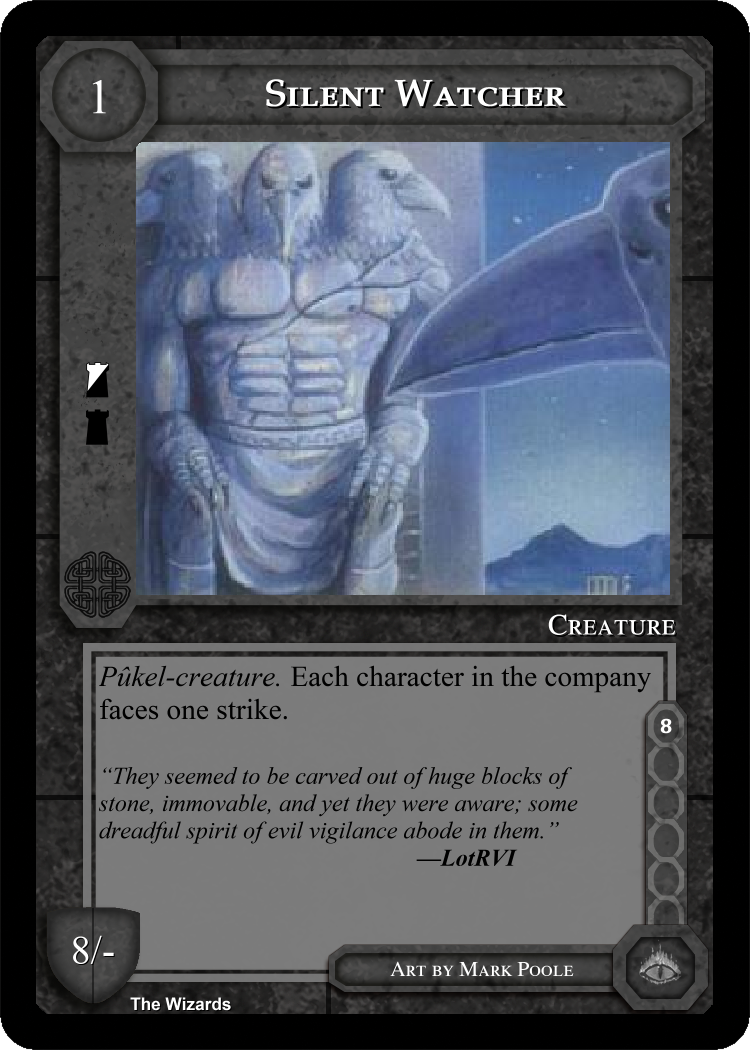 1
SILENT WATCHER
CREATURE
Pûkel-creature. Each character in the company
faces one strike.
8
“They seemed to be carved out of huge blocks of
stone, immovable, and yet they were aware; some
dreadful spirit of evil vigilance abode in them.”
—LotRVI
8/-
ART BY MARK POOLE
The Wizards